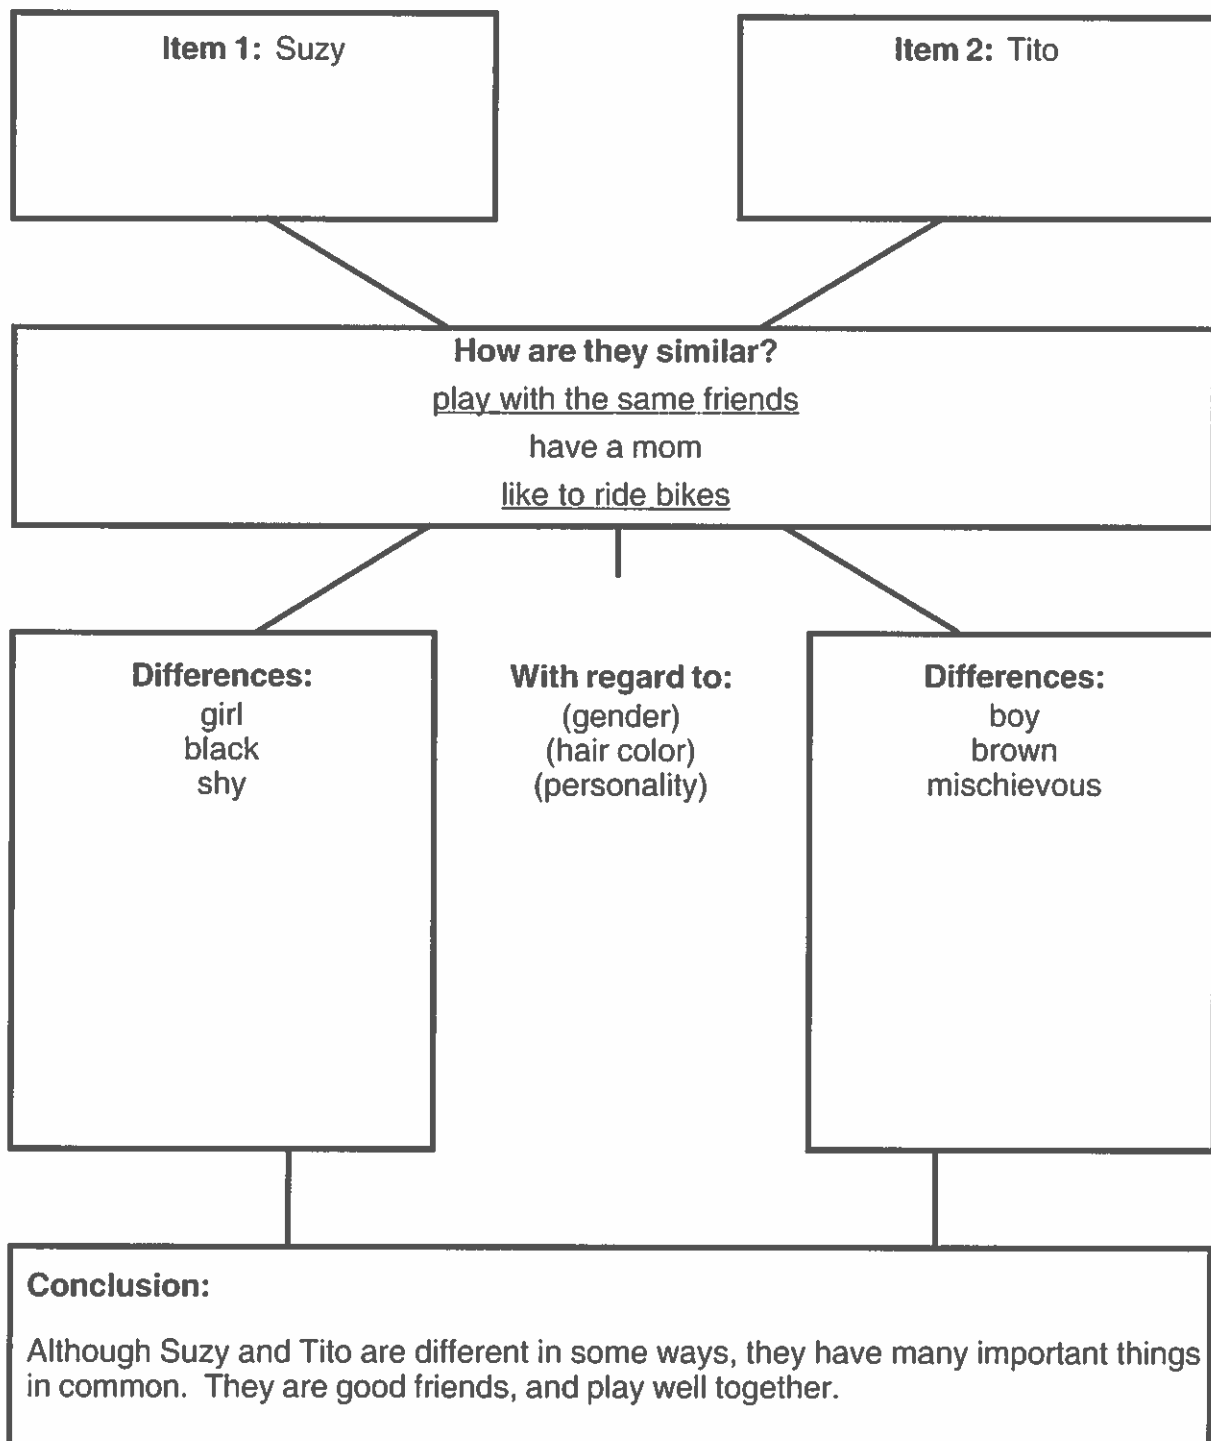 Item 1: Suzy
Item 2: Tito
How are they similar?
play with the same friends
have a mom
like to ride bikes
Differences:
girl
black
shy
With regard to:
(gender)
(hair color)
(personality)
Differences:
boy
brown
mischievous
Conclusion:
Although Suzy and Tito are different in some ways, they have many important things
in common. They are good friends, and play well together.